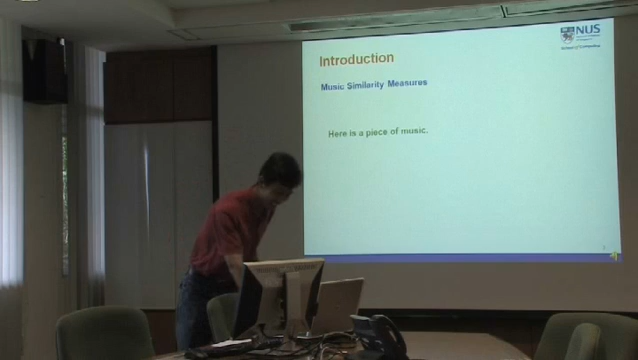 Introduction
NUS
Music Similarity Measures
Here is a piece of music.